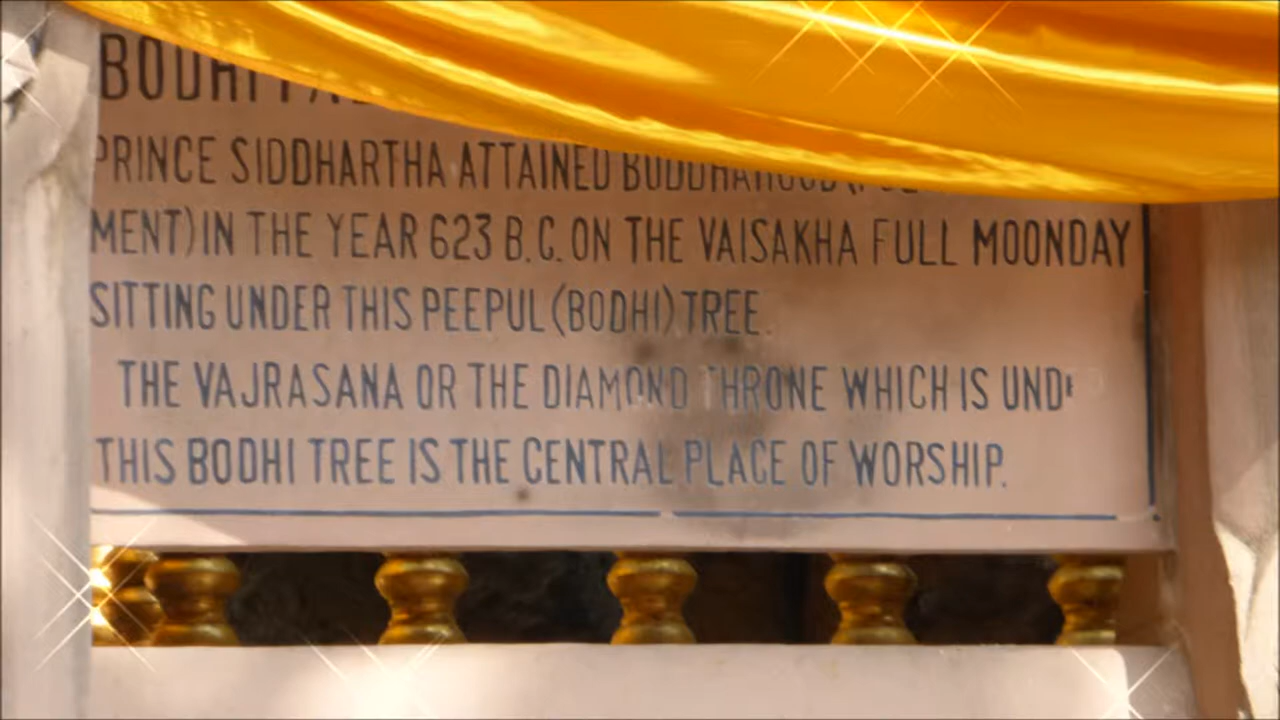 BODHI
PRINCE SIDDHARTHA ATTAINED BUDDHAHOOD
MENT) IN THE YEAR 623 B.C. ON THE VAISAKHA FULL MOONDAY
SITTING UNDER THIS PEEPUL (BODHI) TREE.
THE VAJRASANA OR THE DIAMOND THRONE WHICH IS
THIS BODHI TREE IS THE CENTRAL PLACE OF WORSHIP.